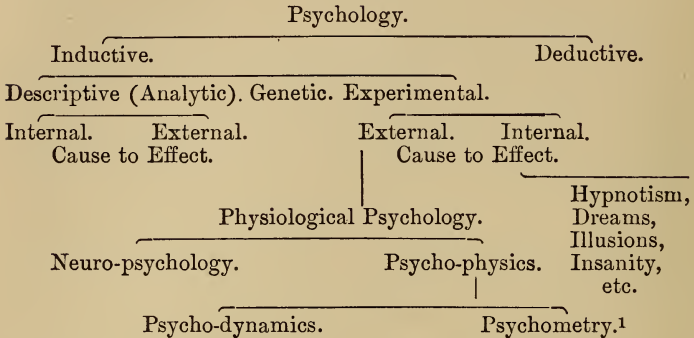 Psychology.
Inductive. Deductive.
Descriptive (Analytic). Genetic. Experimental.
Internal. External. External. Internal.
Cause to Effect. Cause to Effect.
Hypnotism,
Physiological Psychology. Dreams,
Illusions,
Neuro-psychology. Psycho-physics. Insanity,
etc.
Psycho-dynamics. Psychometry.¹